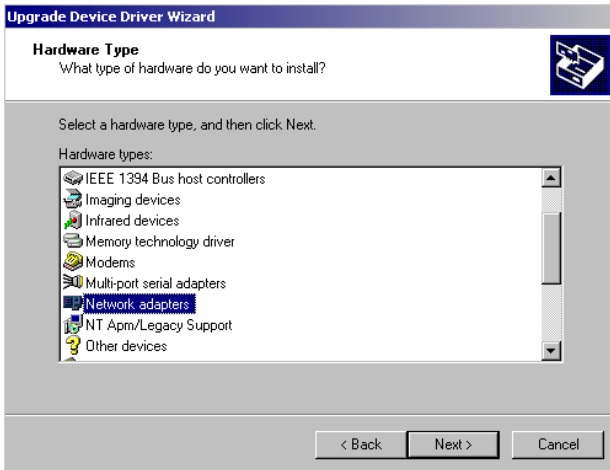 Upgrade Device Driver Wizard
Hardware Type
What type of hardware do you want to install?
Select a hardware type, and then click Next.
Hardware types:
IEEE 1394 Bus host controllers
Imaging devices
Infrared devices
Memory technology driver
Modems
Multi-port serial adapters
Network adapters
NT Apm/Legacy Support
Other devices
< Back
Next >
Cancel